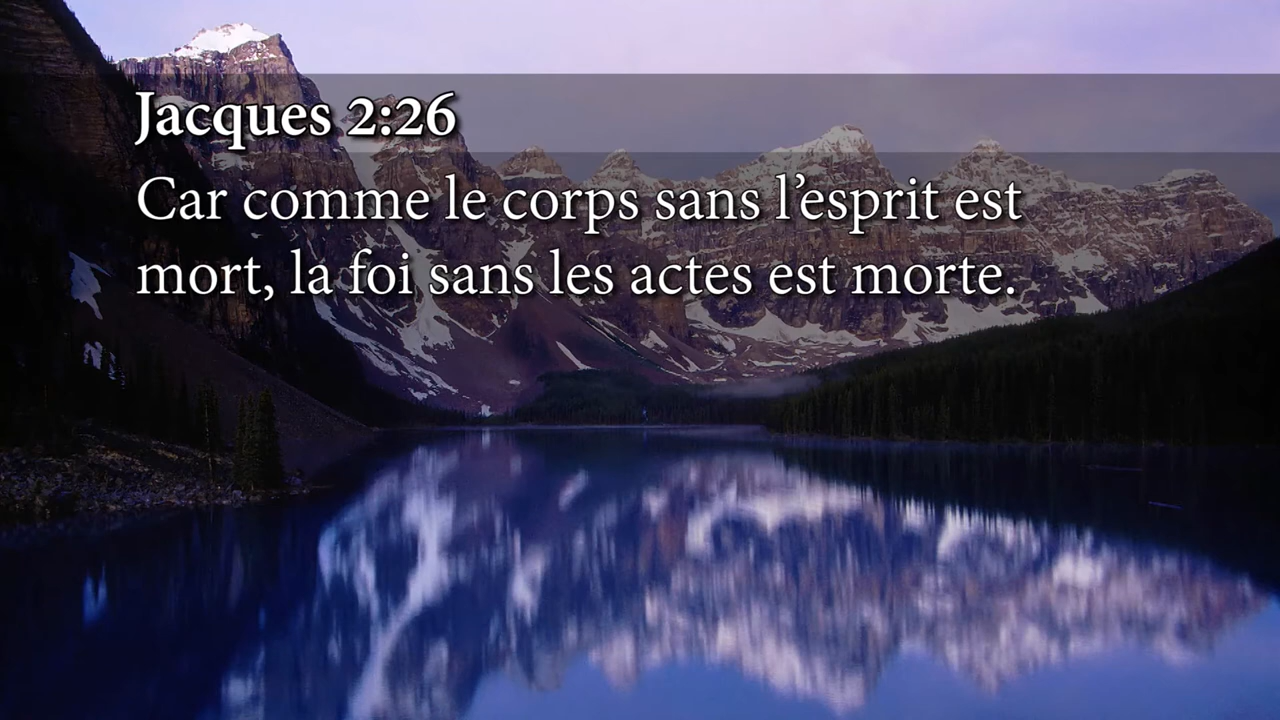 Jacques 2:26
Car comme le corps sans l’esprit est
mort, la foi sans les actes est morte.